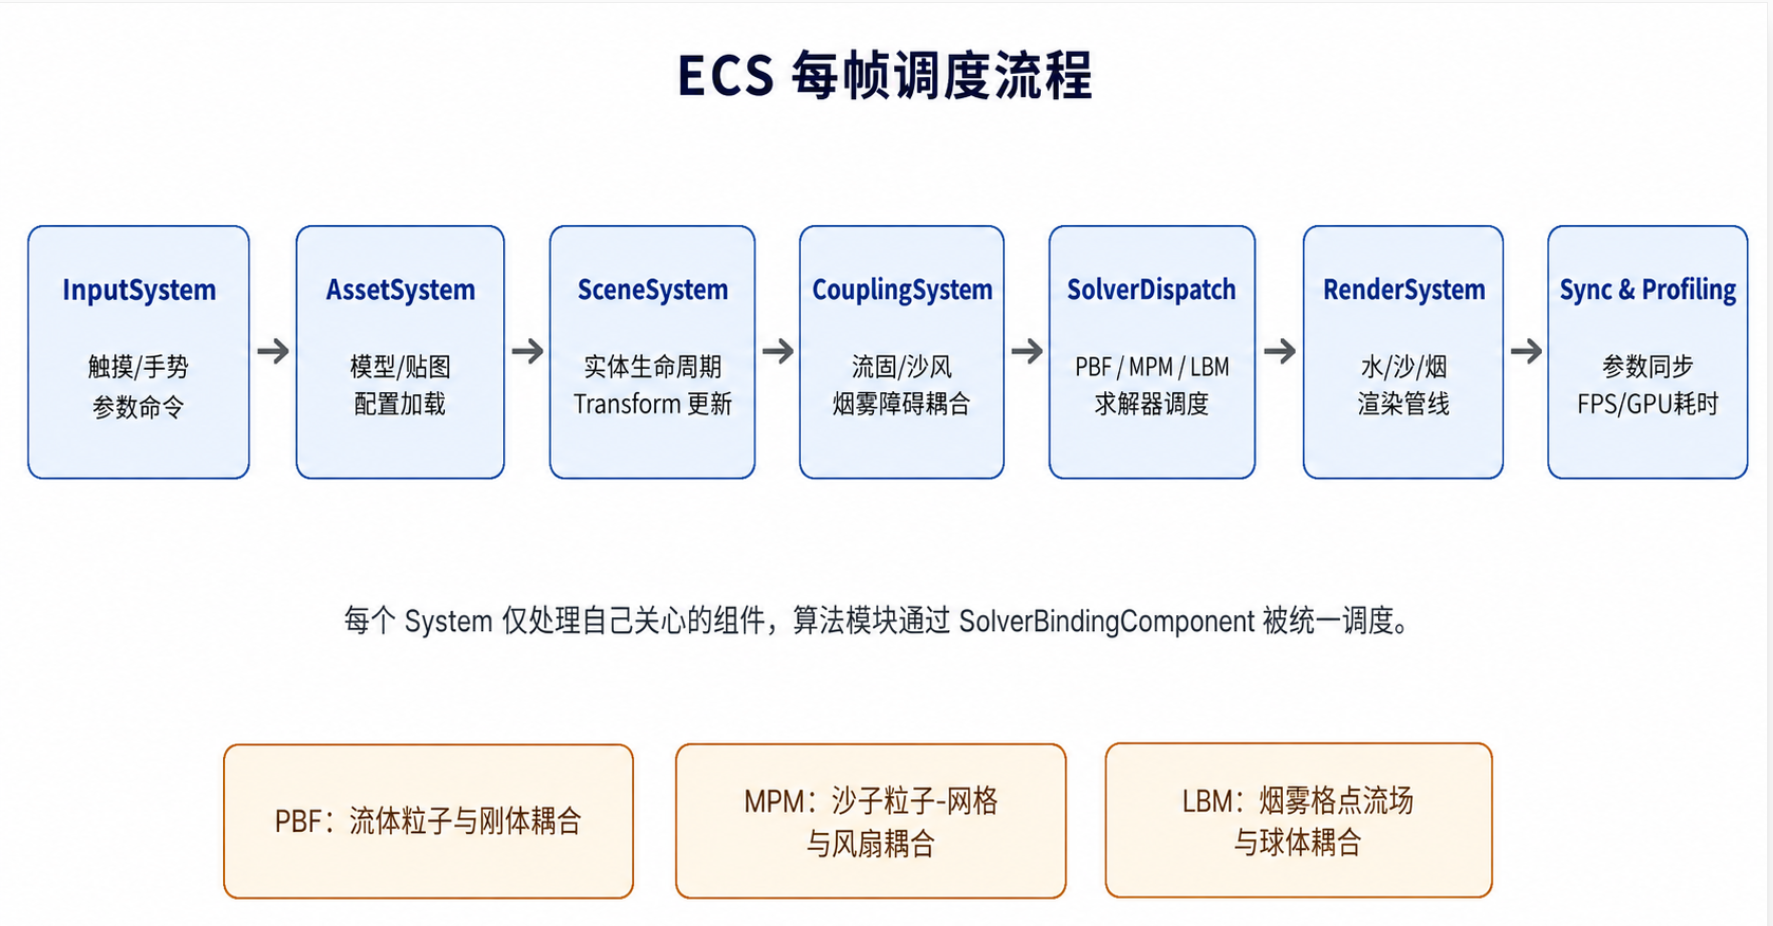 ECS 每帧调度流程
InputSystem
触摸/手势
参数命令
AssetSystem
模型/贴图
配置加载
SceneSystem
实体生命周期
Transform 更新
CouplingSystem
流固/沙风
烟雾障碍耦合
SolverDispatch
PBF / MPM / LBM
求解器调度
RenderSystem
水/沙/烟
渲染管线
Sync & Profiling
参数同步
FPS/GPU耗时
每个 System 仅处理自己关心的组件，算法模块通过 SolverBindingComponent 被统一调度。
PBF：流体粒子与刚体耦合
MPM：沙子粒子-网格
与风扇耦合
LBM：烟雾格点流场
与球体耦合